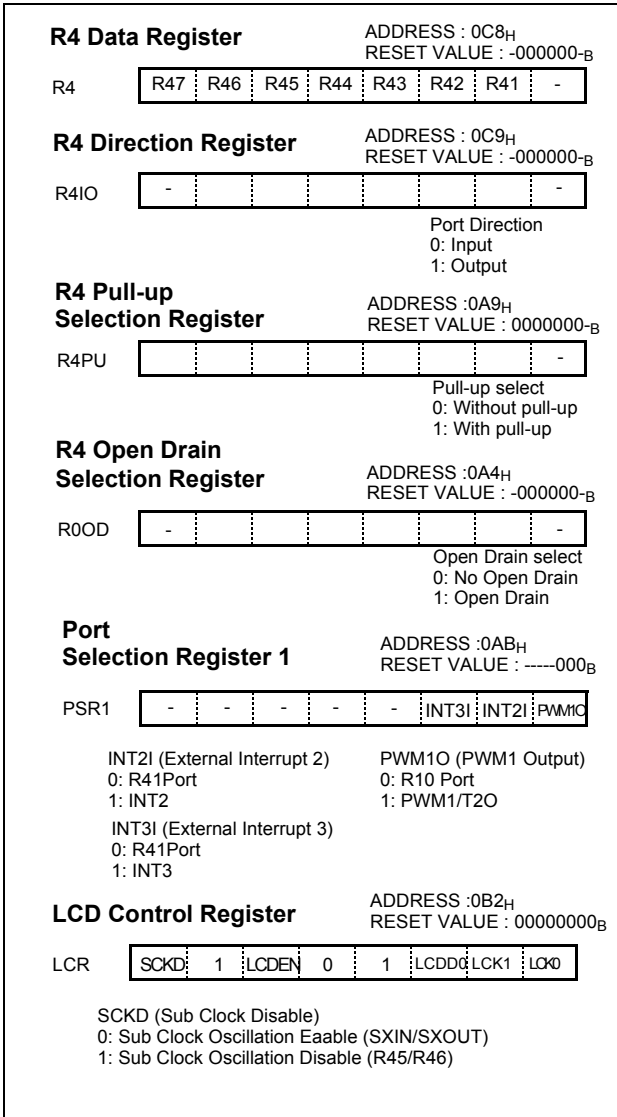 R4 Data Register
ADDRESS : 0C8H
RESET VALUE : -000000-B
R4 R47 R46 R45 R44 R43 R42 R41 -
R4 Direction Register
ADDRESS : 0C9H
RESET VALUE : -000000-B
R4IO - -
Port Direction
0: Input
1: Output
R4 Pull-up
Selection Register
ADDRESS :0A9H
RESET VALUE : 0000000-B
R4PU -
Pull-up select
0: Without pull-up
1: With pull-up
R4 Open Drain
Selection Register
ADDRESS :0A4H
RESET VALUE : -000000-B
R0OD - -
Open Drain select
0: No Open Drain
1: Open Drain
Port
Selection Register 1
ADDRESS :0ABH
RESET VALUE : -----000B
PSR1 - - - - - INT3I INT2I PWM1O
INT2I (External Interrupt 2)
0: R41Port
1: INT2
INT3I (External Interrupt 3)
0: R41Port
1: INT3
PWM1O (PWM1 Output)
0: R10 Port
1: PWM1/T2O
LCD Control Register
ADDRESS :0B2H
RESET VALUE : 00000000B
LCR SCKD 1 LCDEN 0 1 LCDD0 LCK1 LCK0
SCKD (Sub Clock Disable)
0: Sub Clock Oscillation Eaable (SXIN/SXOUT)
1: Sub Clock Oscillation Disable (R45/R46)